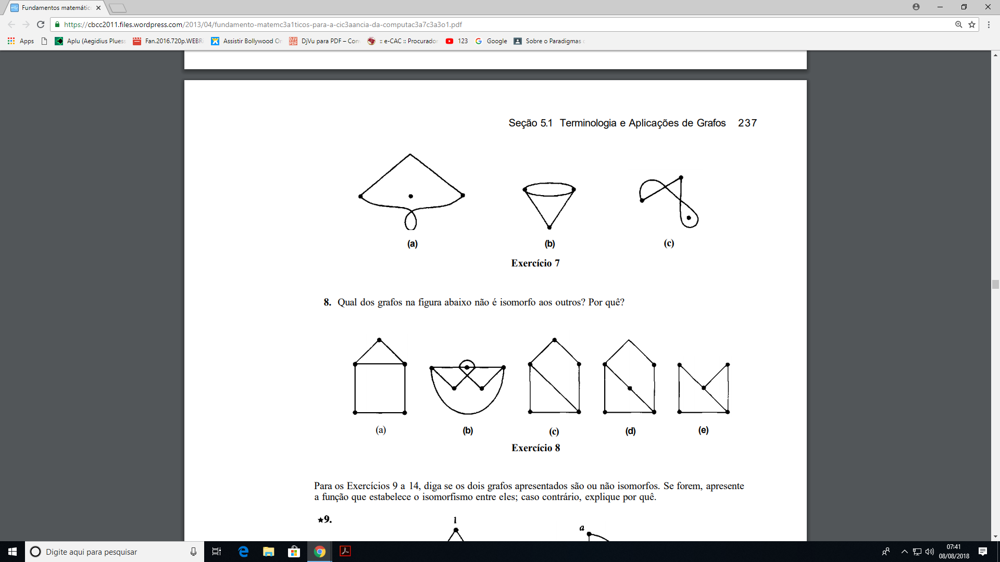 Fundamentos matemátic
https://cbcc2011.files.wordpress.com/2013/04/fundamento-matemc3a1ticos-para-a-cic3aancia-da-computac3a7c3a3o1.pdf
Apps Aplu (Aegidius Pluess Fan.2016.720p.WEBR Assistir Bollywood On DjVu para PDF – Conv :: e-CAC :: Procurador 123 Google Sobre o Paradigmas
Seção 5.1 Terminologia e Aplicações de Grafos 237
(a) (b) (c)
Exercício 7
8. Qual dos grafos na figura abaixo não é isomorfo aos outros? Por quê?
(a) (b) (c) (d) (e)
Exercício 8
Para os Exercícios 9 a 14, diga se os dois grafos apresentados são ou não isomorfos. Se forem, apresente
a função que estabelece o isomorfismo entre eles; caso contrário, explique por quê.
★9. 1 a
Digite aqui para pesquisar
07:41
08/08/2018